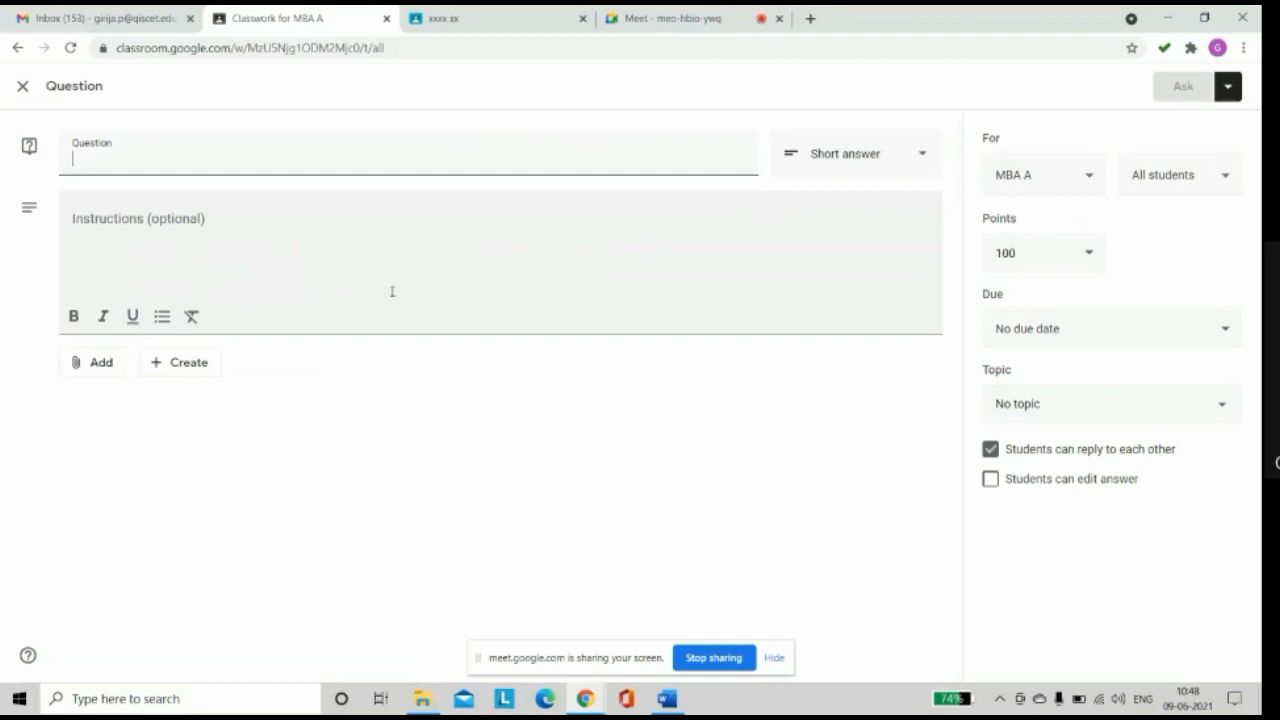 Inbox (153) - girija.p@qiscet.edu.
Classwork for MBA A
xxxx xx
Meet - meo-hbio-ywq
classroom.google.com/w/MzU5Njg1ODM2Mjc0/t/all
G
Question
Ask
Question
Short answer
Instructions (optional)
B I U
Add
Create
For
MBA A
All students
Points
100
Due
No due date
Topic
No topic
Students can reply to each other
Students can edit answer
meet.google.com is sharing your screen.
Stop sharing
Hide
Type here to search
74%
ENG
10:48
09-06-2021